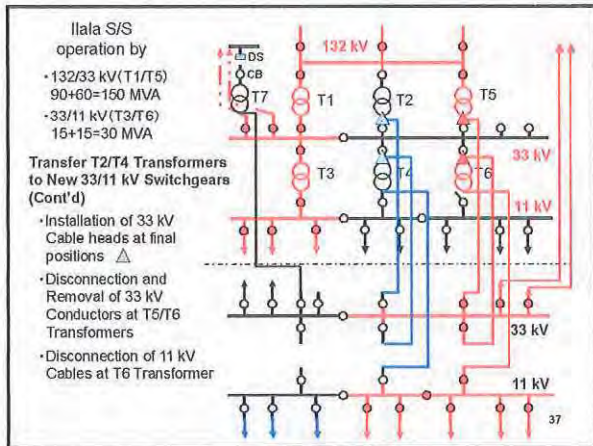 Ilala S/S
operation by
・132/33 kV(T1/T5)
90+60=150 MVA
・33/11 kV(T3/T6)
15+15=30 MVA
Transfer T2/T4 Transformers
to New 33/11 kV Switchgears
(Cont'd)
・Installation of 33 kV
Cable heads at final
positions
・Disconnection and
Removal of 33 kV
Conductors at T5/T6
Transformers
・Disconnection of 11 kV
Cables at T6 Transformer
DS
CB
T7
132 kV
T1
T2
T5
33 kV
T3
T4
T6
11 kV
33 kV
11 kV
37